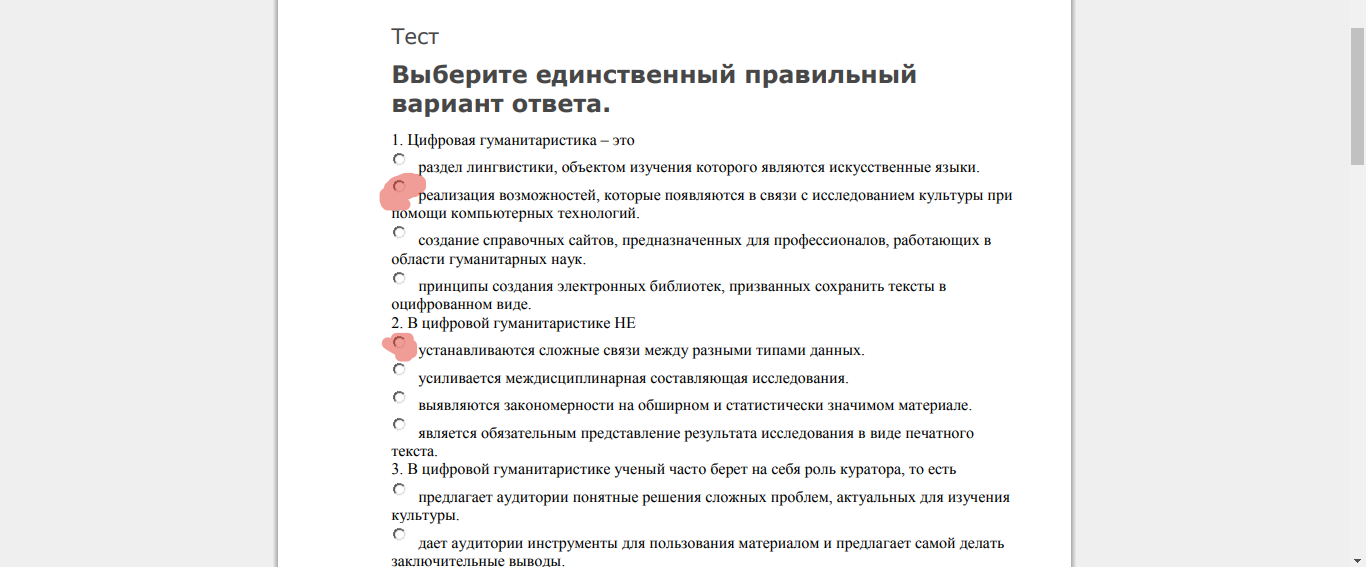 Тест
Выберите единственный правильный
вариант ответа.
1. Цифровая гуманитаристика – это
раздел лингвистики, объектом изучения которого являются искусственные языки.
реализация возможностей, которые появляются в связи с исследованием культуры при
помощи компьютерных технологий.
создание справочных сайтов, предназначенных для профессионалов, работающих в
области гуманитарных наук.
принципы создания электронных библиотек, призванных сохранить тексты в
оцифрованном виде.
2. В цифровой гуманитаристике НЕ
устанавливаются сложные связи между разными типами данных.
усиливается междисциплинарная составляющая исследования.
выявляются закономерности на обширном и статистически значимом материале.
является обязательным представление результата исследования в виде печатного
текста.
3. В цифровой гуманитаристике ученый часто берет на себя роль куратора, то есть
предлагает аудитории понятные решения сложных проблем, актуальных для изучения
культуры.
дает аудитории инструменты для пользования материалом и предлагает самой делать
заключительные выводы.